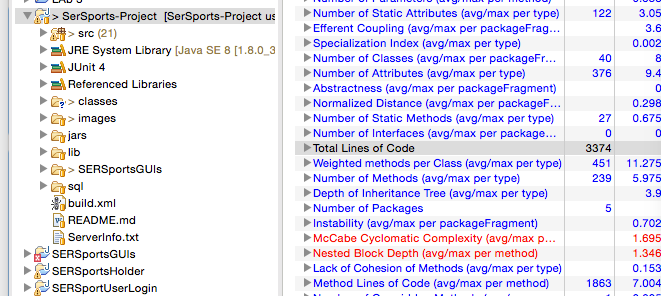 > SerSports-Project [SerSports-Project us
> src (21)
JRE System Library [Java SE 8 [1.8.0_3
JUnit 4
Referenced Libraries
> classes
> images
jars
lib
> SERSportsGUIs
sql
build.xml
README.md
ServerInfo.txt
SERSportsGUIs
SERSportsHolder
SERSportUserLogin
Number of Static Attributes (avg/max per type) 122 3.05
Efferent Coupling (avg/max per packageFrag... 3.6
Specialization Index (avg/max per type) 0.002
Number of Classes (avg/max per packageFr... 40 8
Number of Attributes (avg/max per type) 376 9.4
Abstractness (avg/max per packageFragment) 0
Normalized Distance (avg/max per packageF... 0.298
Number of Static Methods (avg/max per type) 27 0.675
Number of Interfaces (avg/max per package... 0 0
Total Lines of Code 3374
Weighted methods per Class (avg/max per type) 451 11.275
Number of Methods (avg/max per type) 239 5.975
Depth of Inheritance Tree (avg/max per type) 3.9
Number of Packages 5
Instability (avg/max per packageFragment) 0.702
McCabe Cyclomatic Complexity (avg/max p... 1.695
Nested Block Depth (avg/max per method) 1.346
Lack of Cohesion of Methods (avg/max per type) 0.153
Method Lines of Code (avg/max per method) 1863 7.004